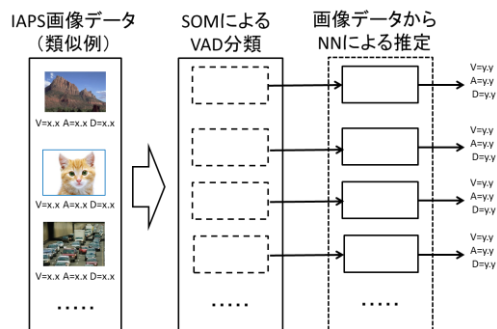 IAPS画像データ
（類似例）
V=x.x A=x.x D=x.x
V=x.x A=x.x D=x.x
V=x.x A=x.x D=x.x
.....
SOMによる
VAD分類
.....
画像データから
NNによる推定
.....
V=y.y
A=y.y
D=y.y
V=y.y
A=y.y
D=y.y
V=y.y
A=y.y
D=y.y
V=y.y
A=y.y
D=y.y